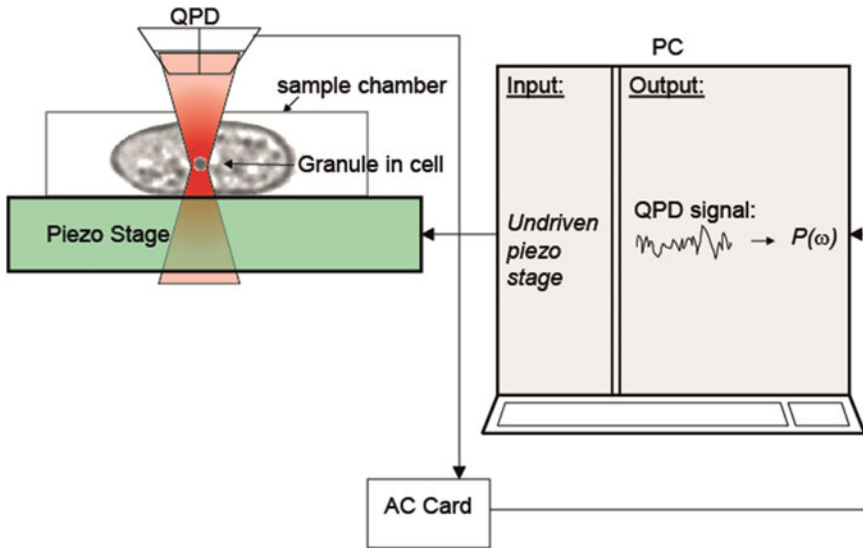 QPD
sample chamber
Granule in cell
Piezo Stage
PC
Input:
Output:
Undriven
piezo
stage
QPD signal:
P(ω)
AC Card